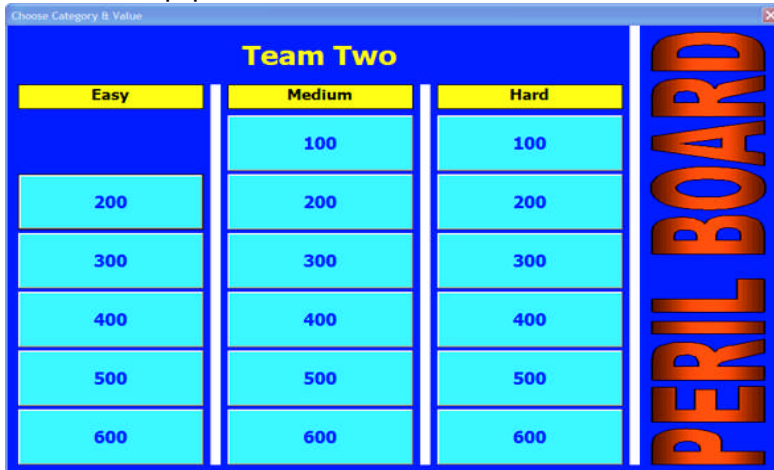 Choose Category & Value
Team Two
Easy Medium Hard
100 100
200 200 200
300 300 300
400 400 400
500 500 500
600 600 600
PERIL BOARD